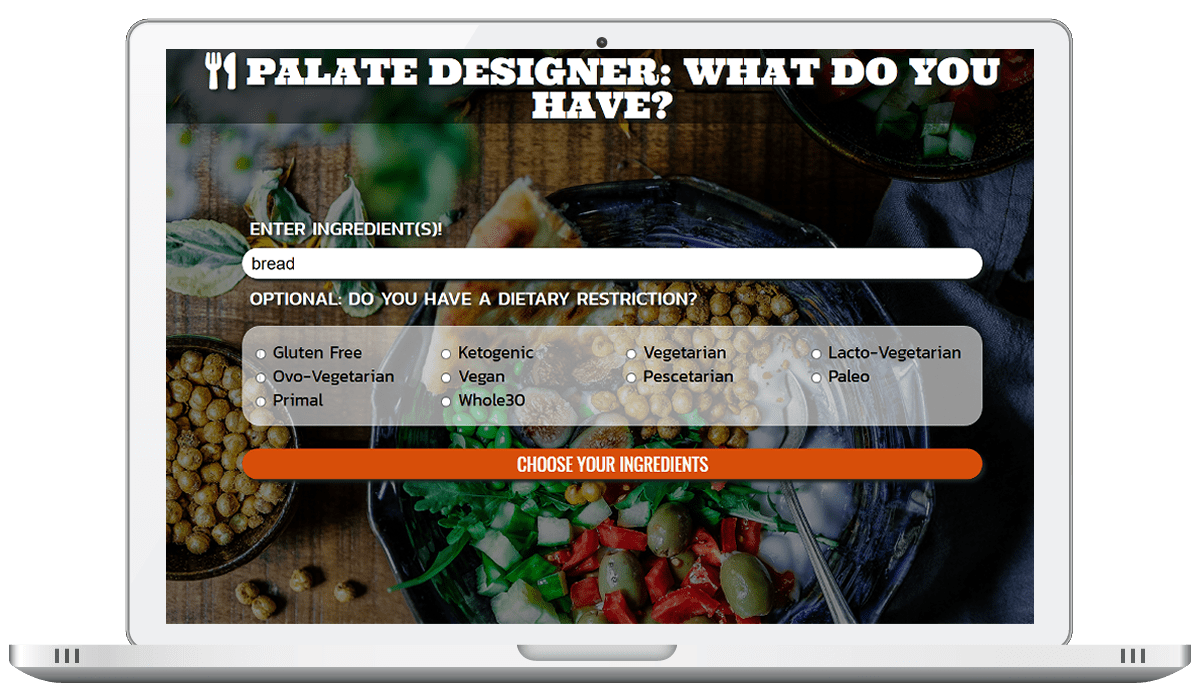 PALATE DESIGNER: WHAT DO YOU
HAVE?
ENTER INGREDIENT(S)!
bread
OPTIONAL: DO YOU HAVE A DIETARY RESTRICTION?
Gluten Free Ketogenic Vegetarian Lacto-Vegetarian
Ovo-Vegetarian Vegan Pescetarian Paleo
Primal Whole30
CHOOSE YOUR INGREDIENTS